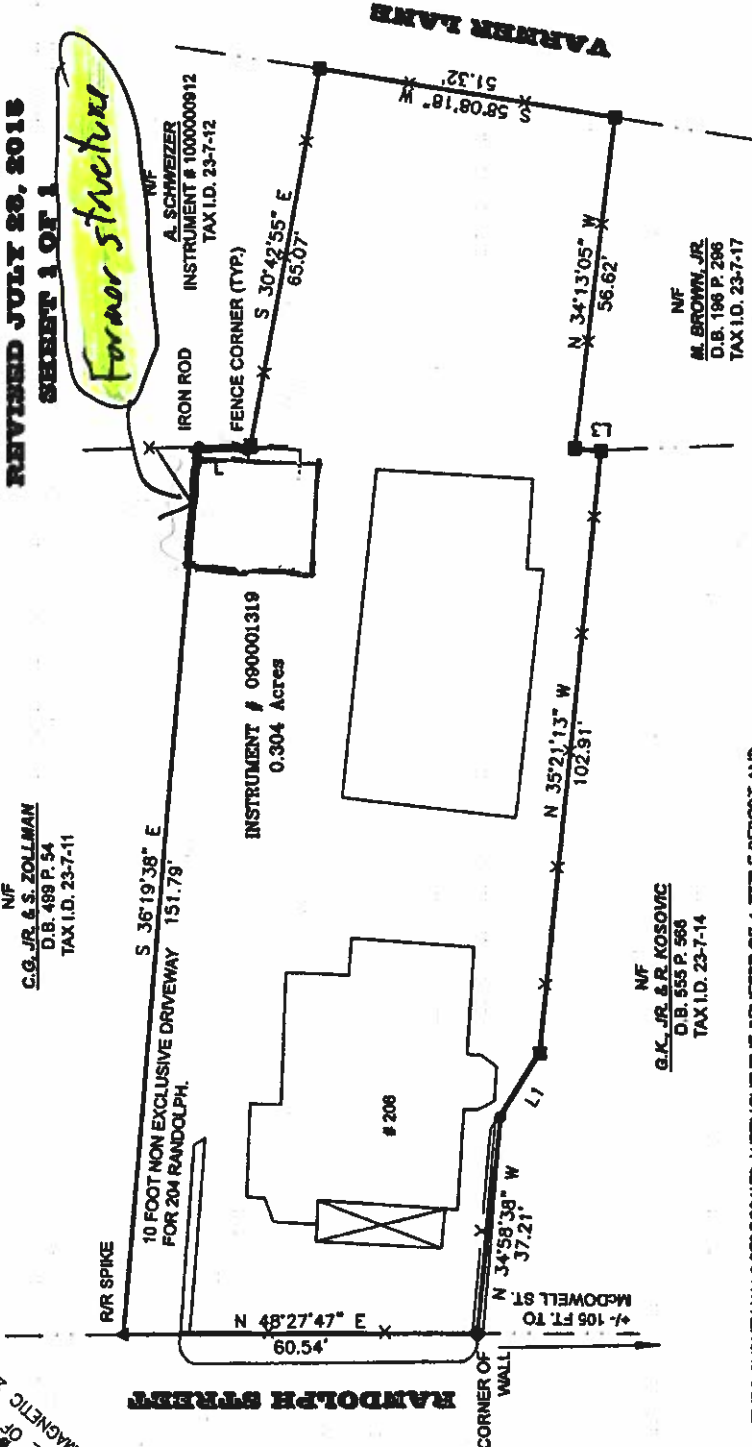 REVISED JULY 28, 2015
SHEET 1 OF 1
Former structure
N/F
A. SCHWEIZER
INSTRUMENT # 1000000912
TAX I.D. 23-7-12
IRON ROD
FENCE CORNER (TYP.)
S 30°42'55" E
65.07'
VARNER LANE
S 58°08'18" W
51.32'
N 34°13'05" W
56.62'
N/F
M. BROWN, JR.
D.B. 196 P. 296
TAX I.D. 23-7-17
L3
N/F
C.G. JR. & S. ZOLLMAN
D.B. 499 P. 54
TAX I.D. 23-7-11
S 36°19'38" E
151.79'
10 FOOT NON EXCLUSIVE DRIVEWAY
FOR 204 RANDOLPH.
INSTRUMENT # 090001319
0.304 Acres
N 35°21'13" W
102.91'
N/F
G.K., JR. & R. KOSOVIC
D.B. 555 P. 566
TAX I.D. 23-7-14
# 206
L1
R/R SPIKE
N 48°27'47" E
60.54'
N 34°58'38" W
37.21'
+/- 105 FT. TO
McDOWELL ST.
CORNER OF
WALL
RANDOLPH STREET
OF
MAGNETIC